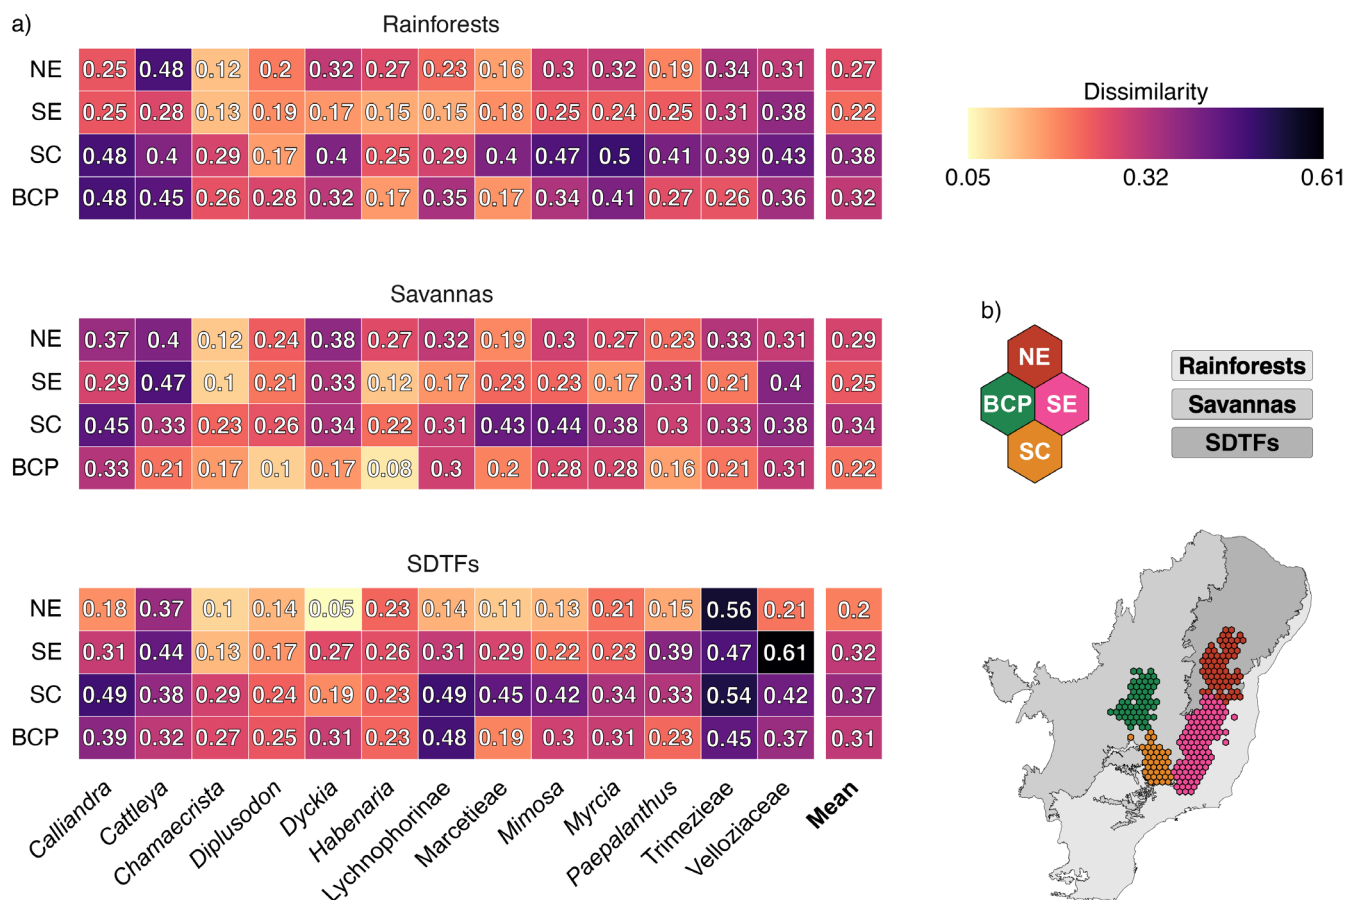 a)
Rainforests
NE 0.25 0.48 0.12 0.2 0.32 0.27 0.23 0.16 0.3 0.32 0.19 0.34 0.31 0.27
SE 0.25 0.28 0.13 0.19 0.17 0.15 0.15 0.18 0.25 0.24 0.25 0.31 0.38 0.22
SC 0.48 0.4 0.29 0.17 0.4 0.25 0.29 0.4 0.47 0.5 0.41 0.39 0.43 0.38
BCP 0.48 0.45 0.26 0.28 0.32 0.17 0.35 0.17 0.34 0.41 0.27 0.26 0.36 0.32
Savannas
NE 0.37 0.4 0.12 0.24 0.38 0.27 0.32 0.19 0.3 0.27 0.23 0.33 0.31 0.29
SE 0.29 0.47 0.1 0.21 0.33 0.12 0.17 0.23 0.23 0.17 0.31 0.21 0.4 0.25
SC 0.45 0.33 0.23 0.26 0.34 0.22 0.31 0.43 0.44 0.38 0.3 0.33 0.38 0.34
BCP 0.33 0.21 0.17 0.1 0.17 0.08 0.3 0.2 0.28 0.28 0.16 0.21 0.31 0.22
SDTFs
NE 0.18 0.37 0.1 0.14 0.05 0.23 0.14 0.11 0.13 0.21 0.15 0.56 0.21 0.2
SE 0.31 0.44 0.13 0.17 0.27 0.26 0.31 0.29 0.22 0.23 0.39 0.47 0.61 0.32
SC 0.49 0.38 0.29 0.24 0.19 0.23 0.49 0.45 0.42 0.34 0.33 0.54 0.42 0.37
BCP 0.39 0.32 0.27 0.25 0.31 0.23 0.48 0.19 0.3 0.31 0.23 0.45 0.37 0.31
Calliandra
Cattleya
Chamaecrista
Diplusodon
Dyckia
Habenaria
Lychnophorinae
Marcetieae
Mimosa
Myrcia
Paepalanthus
Trimezieae
Velloziaceae
Mean
Dissimilarity
0.05 0.32 0.61
b)
NE
BCP SE
SC
Rainforests
Savannas
SDTFs